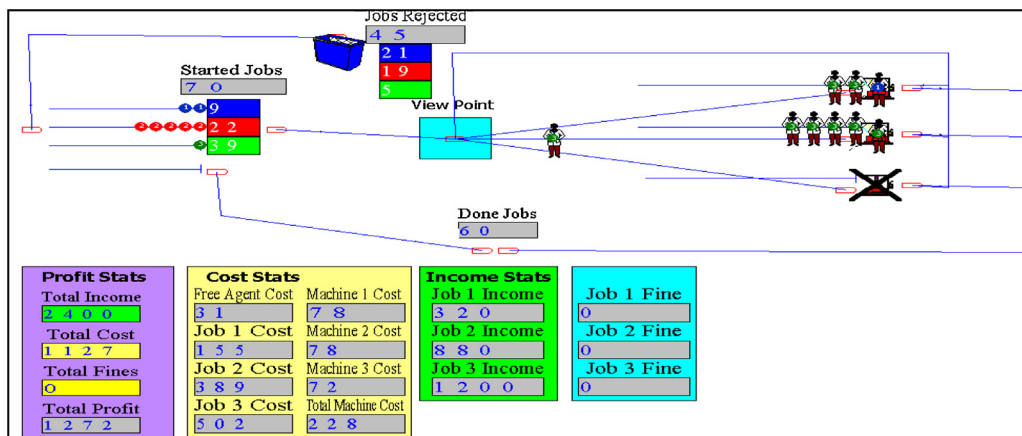 Jobs Rejected
4 5
2 1
1 9
5
Started Jobs
7 0
9
2 2
3 9
View Point
Done Jobs
6 0
Profit Stats
Total Income
2 4 0 0
Total Cost
1 1 2 7
Total Fines
0
Total Profit
1 2 7 2
Cost Stats
Free Agent Cost Machine 1 Cost
3 1 7 8
Job 1 Cost Machine 2 Cost
1 5 5 7 8
Job 2 Cost Machine 3 Cost
3 8 9 7 2
Job 3 Cost Total Machine Cost
5 0 2 2 2 8
Income Stats
Job 1 Income
3 2 0
Job 2 Income
8 8 0
Job 3 Income
1 2 0 0
Job 1 Fine
0
Job 2 Fine
0
Job 3 Fine
0